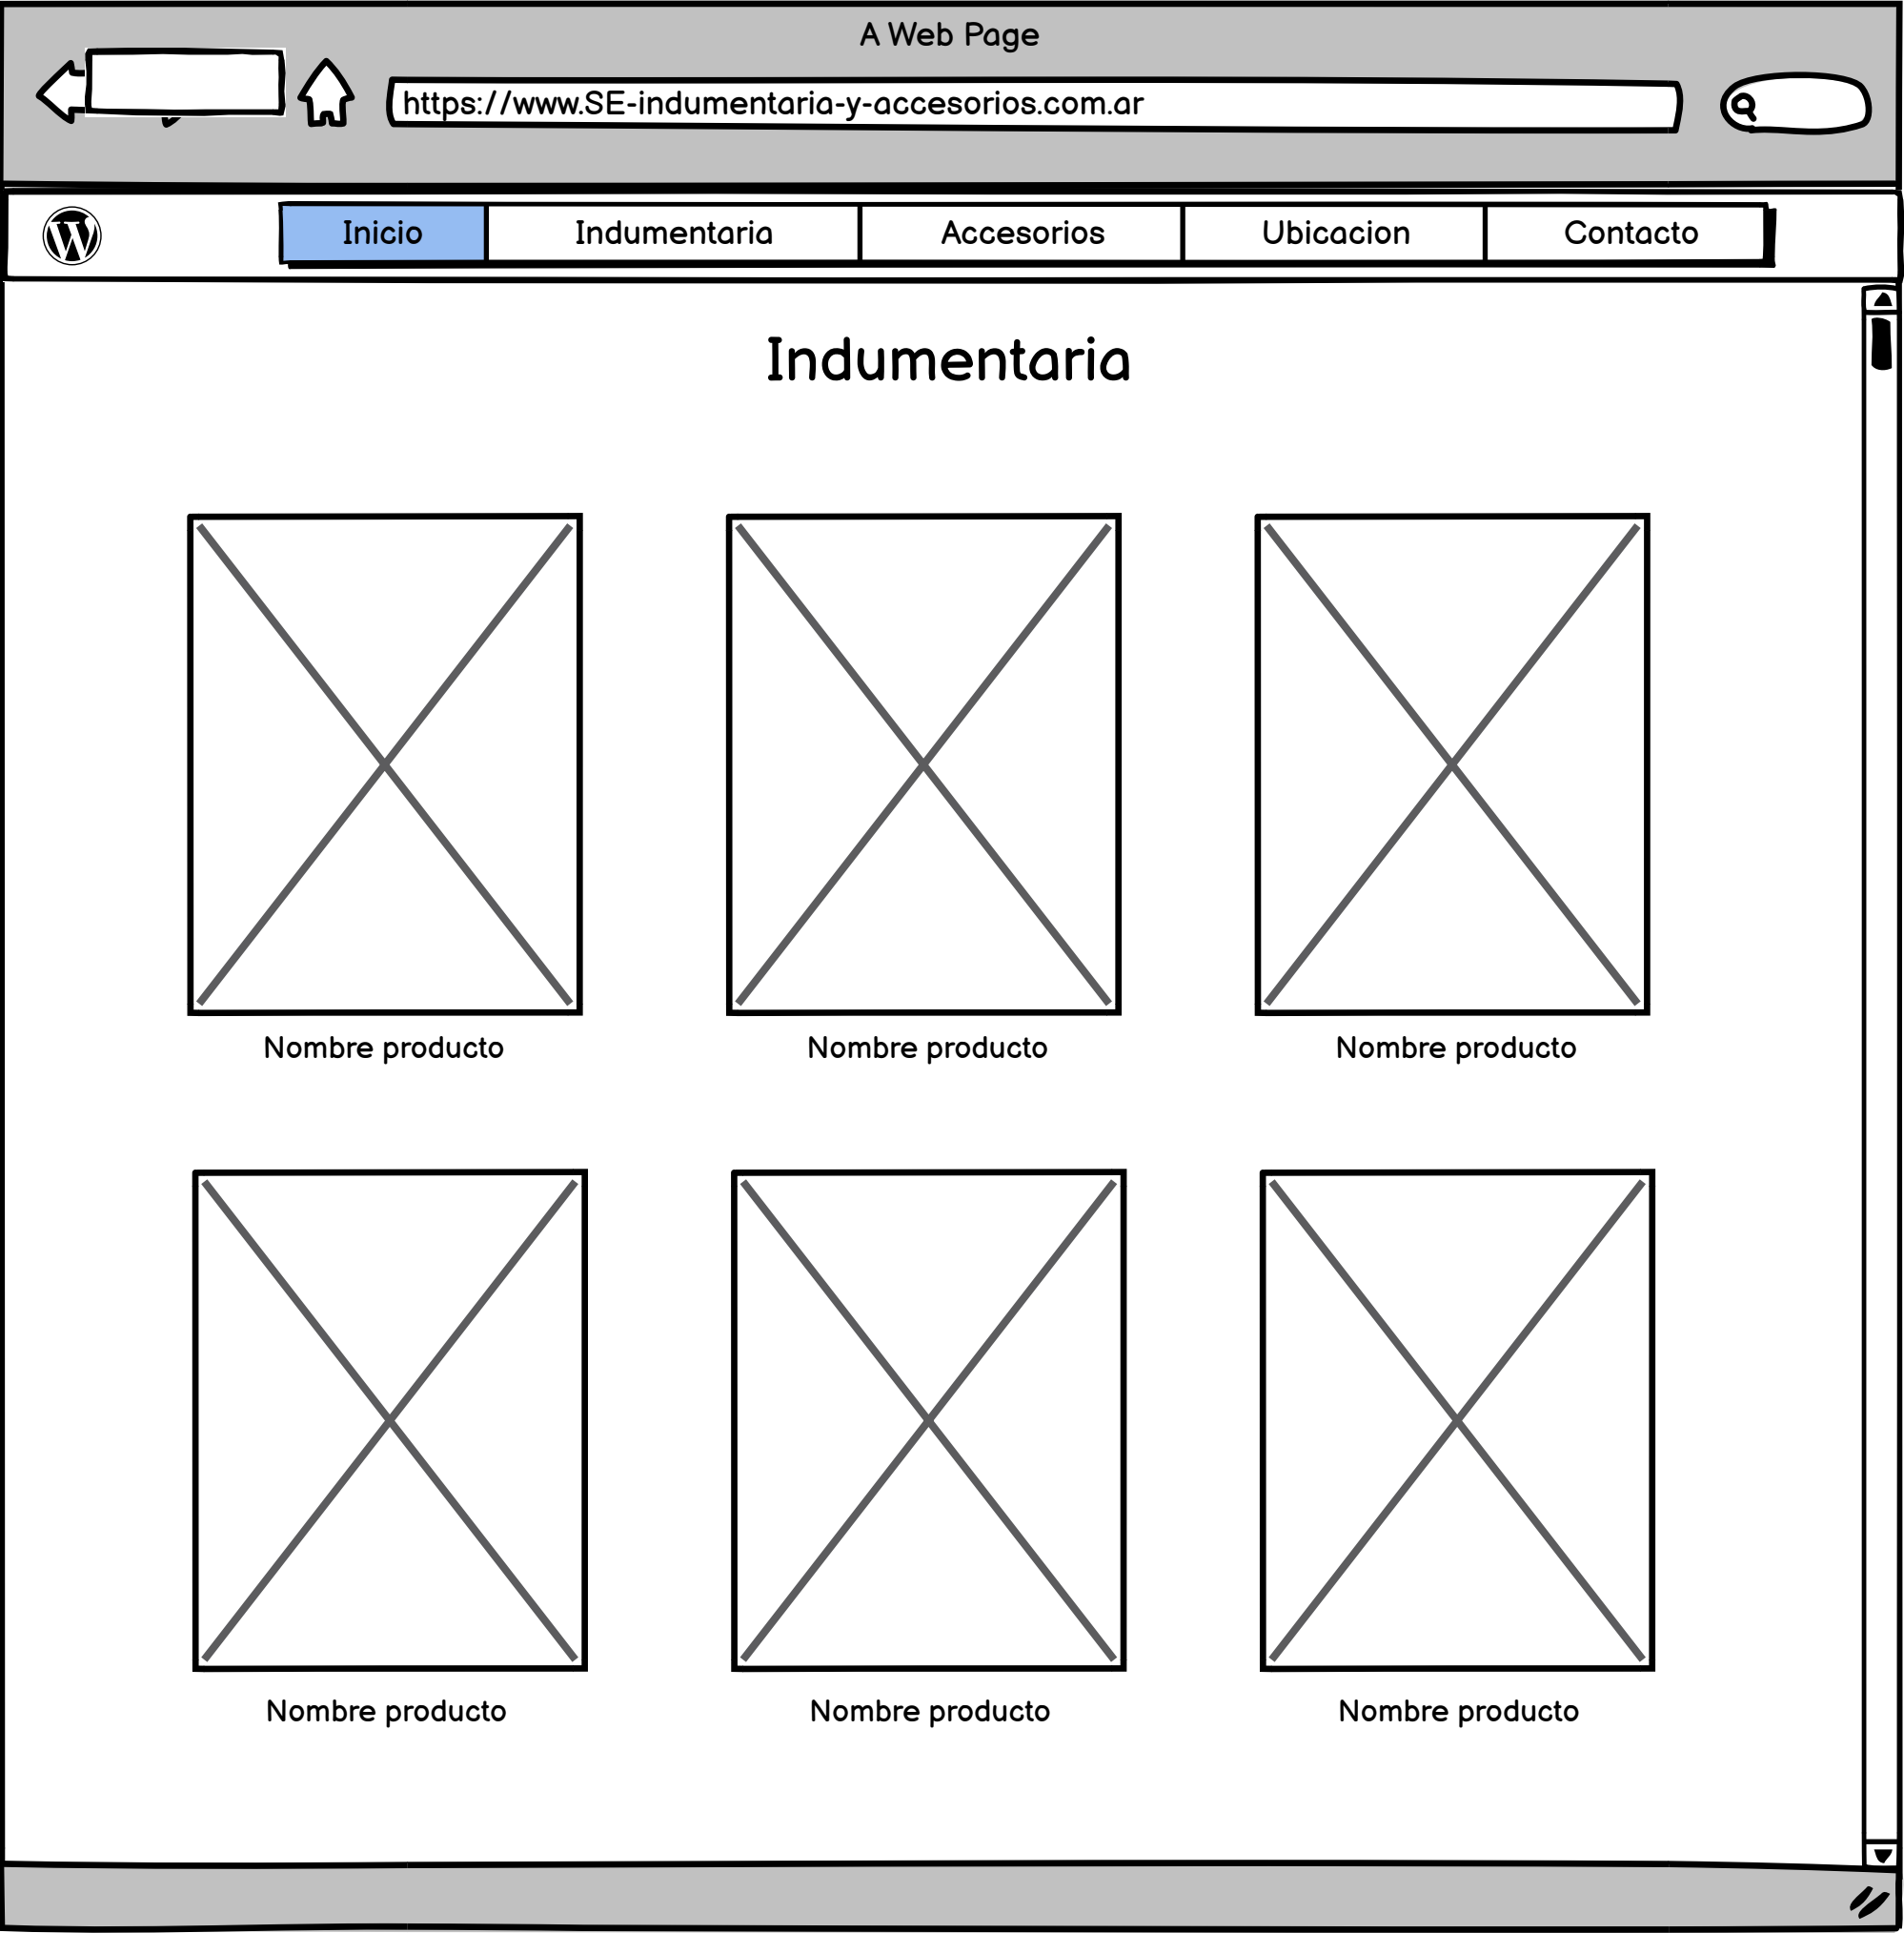 A Web Page
https://www.SE-indumentaria-y-accesorios.com.ar
Inicio Indumentaria Accesorios Ubicacion Contacto
Indumentaria
Nombre producto Nombre producto Nombre producto
Nombre producto Nombre producto Nombre producto